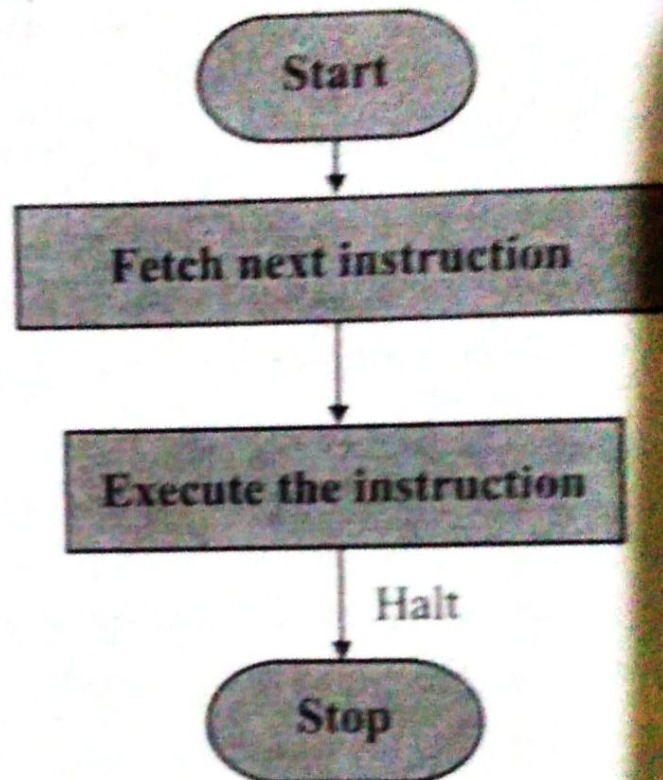 Start
Fetch next instruction
Execute the instruction
Halt
Stop